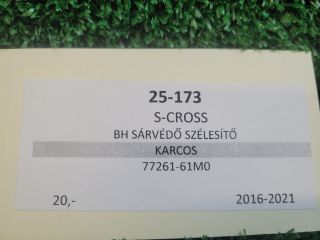 25-173
S-CROSS
BH SÁRVÉDŐ SZÉLESÍTŐ
KARCOS
77261-61M0
20,- 2016-2021